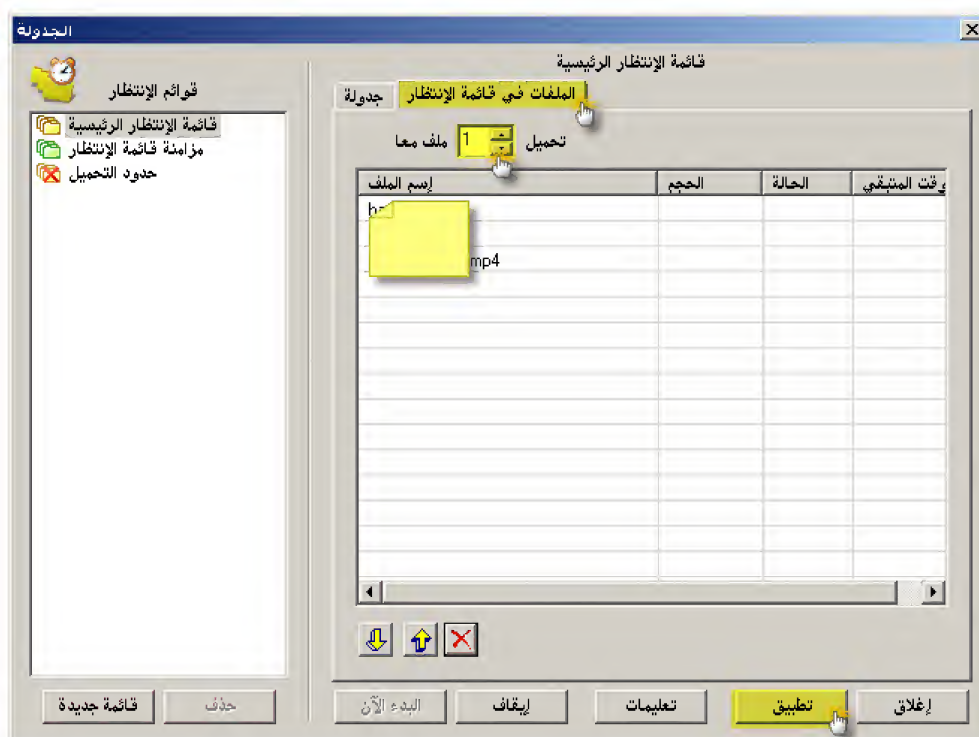 الجدولة
قوائم الإنتظار
قائمة الإنتظار الرئيسية
مزامنة قائمة الإنتظار
حدود التحميل
قائمة الإنتظار الرئيسية
الملفات في قائمة الإنتظار
جدولة
تحميل 1 ملف معا
إسم الملف
الحجم
الحالة
وقت المتبقي
mp4
قائمة جديدة
حذف
البدء الآن
إيقاف
تعليمات
تطبيق
إغلاق